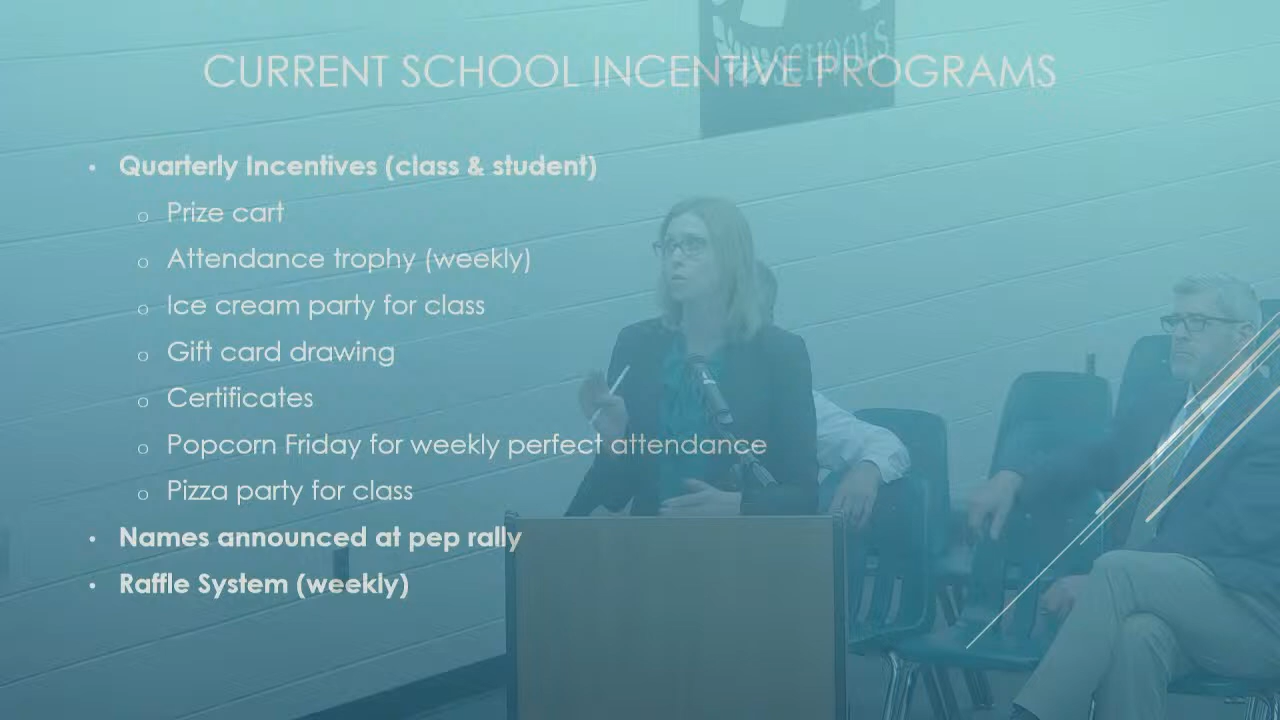 SCHOOLS
CURRENT SCHOOL INCENTIVE PROGRAMS
• Quarterly Incentives (class & student)
o Prize cart
o Attendance trophy (weekly)
o Ice cream party for class
o Gift card drawing
o Certificates
o Popcorn Friday for weekly perfect attendance
o Pizza party for class
• Names announced at pep rally
• Raffle System (weekly)